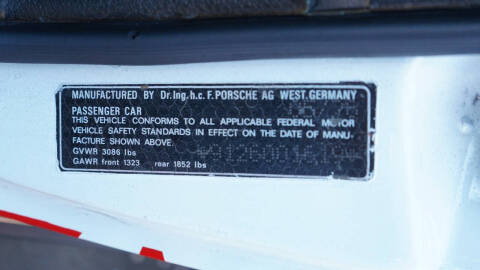 MANUFACTURED BY Dr.Ing.h.c.F.PORSCHE AG WEST.GERMANY
PASSENGER CAR
THIS VEHICLE CONFORMS TO ALL APPLICABLE FEDERAL MOTOR
VEHICLE SAFETY STANDARDS IN EFFECT ON THE DATE OF MANU-
FACTURE SHOWN ABOVE.
GVWR 3086 lbs
GAWR front 1323 rear 1852 lbs